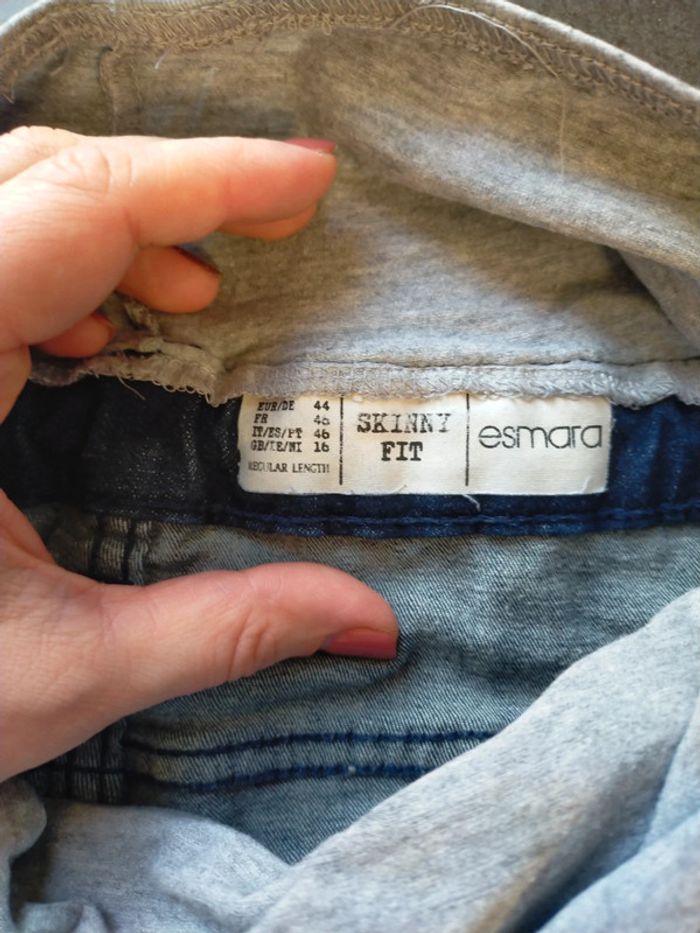 EUR/DE 44
FR 46
IT/ES/PT 46
GB/IE/NI 16
REGULAR LENGTH
SKINNY
FIT
esmara